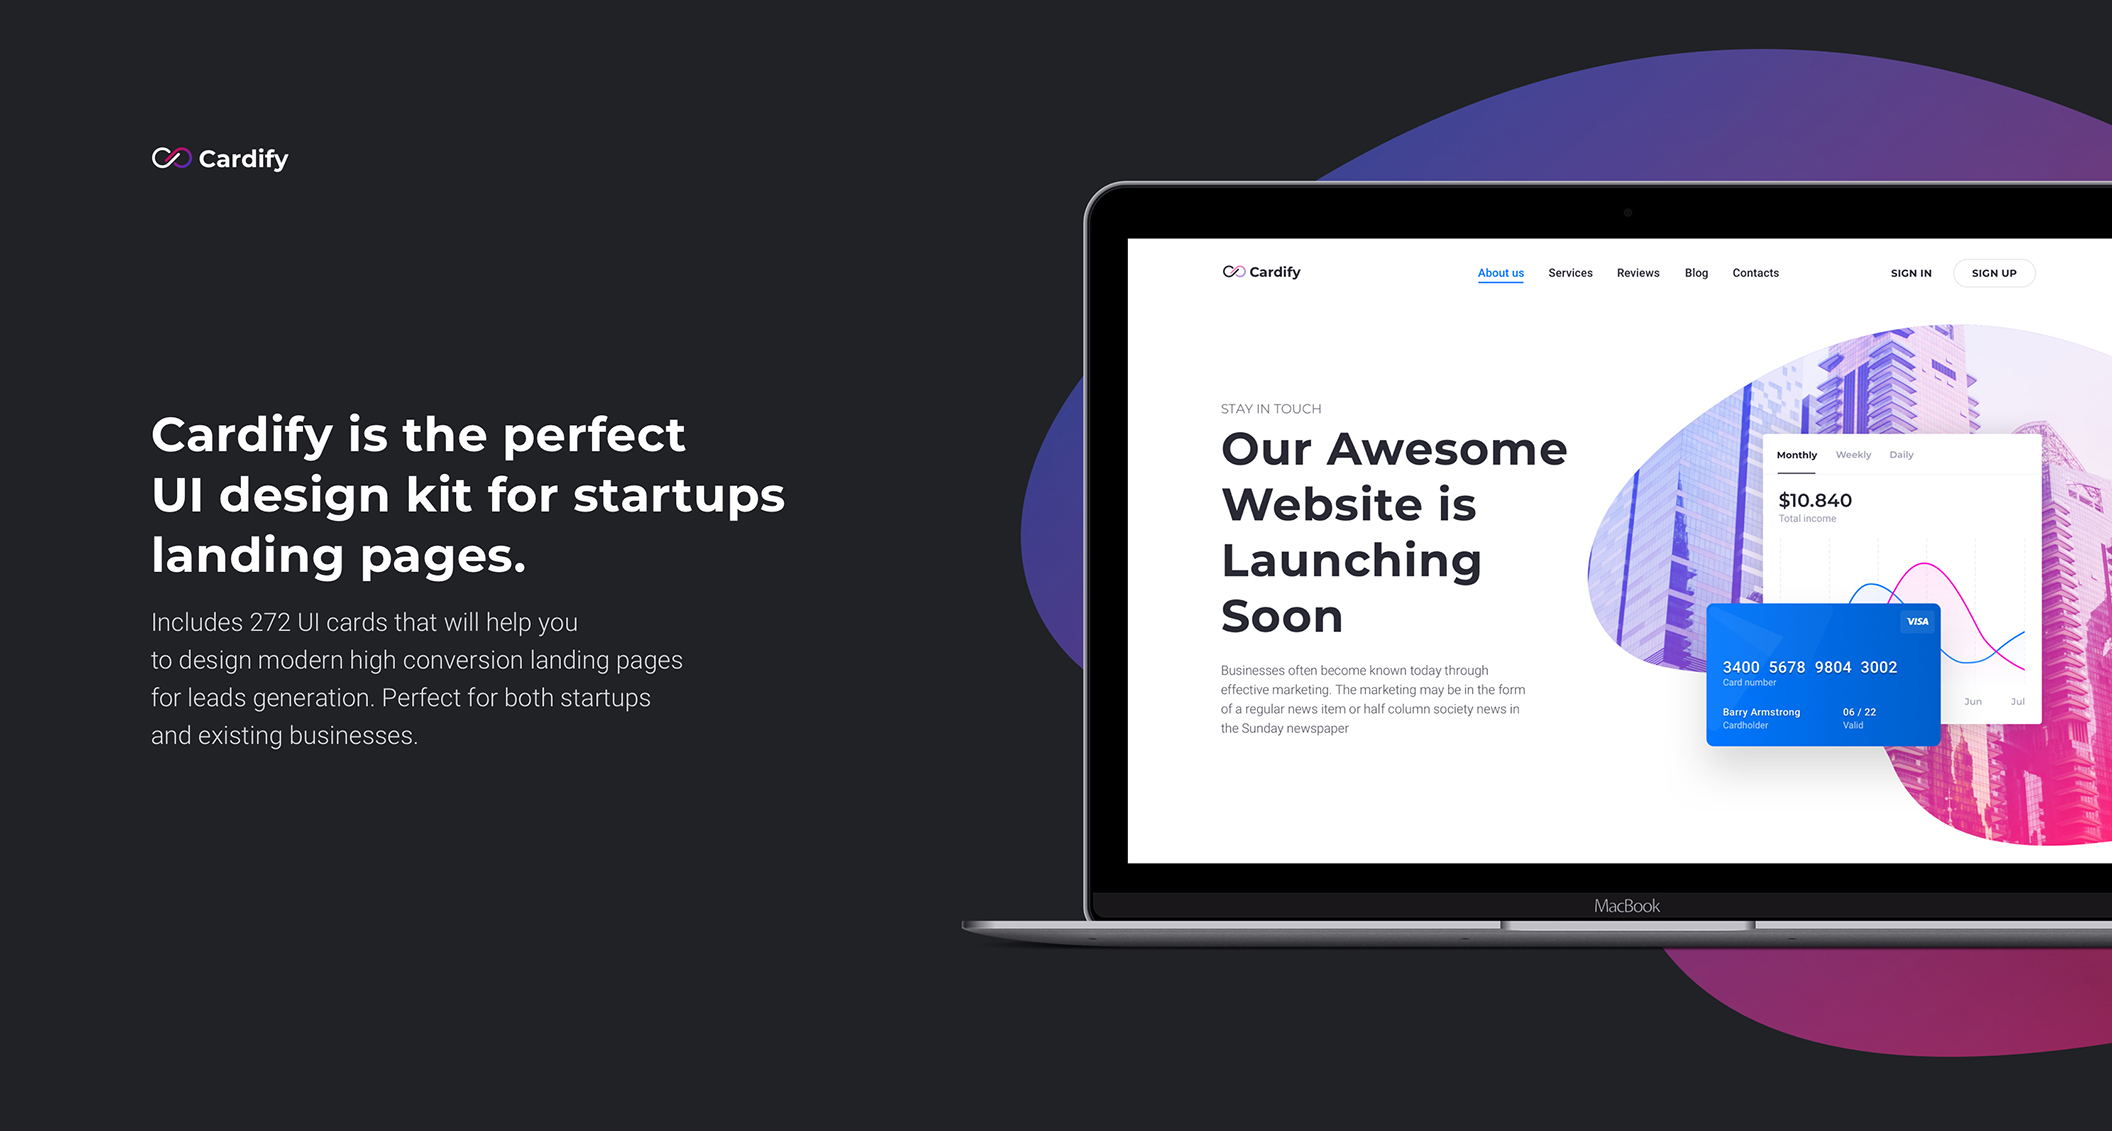 Cardify
Cardify is the perfect
UI design kit for startups
landing pages.
Includes 272 UI cards that will help you
to design modern high conversion landing pages
for leads generation. Perfect for both startups
and existing businesses.
Cardify
About us Services Reviews Blog Contacts
SIGN IN SIGN UP
STAY IN TOUCH
Our Awesome
Website is
Launching
Soon
Businesses often become known today through
effective marketing. The marketing may be in the form
of a regular news item or half column society news in
the Sunday newspaper
Monthly Weekly Daily
$10.840
Total income
Jun Jul
VISA
3400 5678 9804 3002
Card number
Barry Armstrong 06 / 22
Cardholder Valid
MacBook